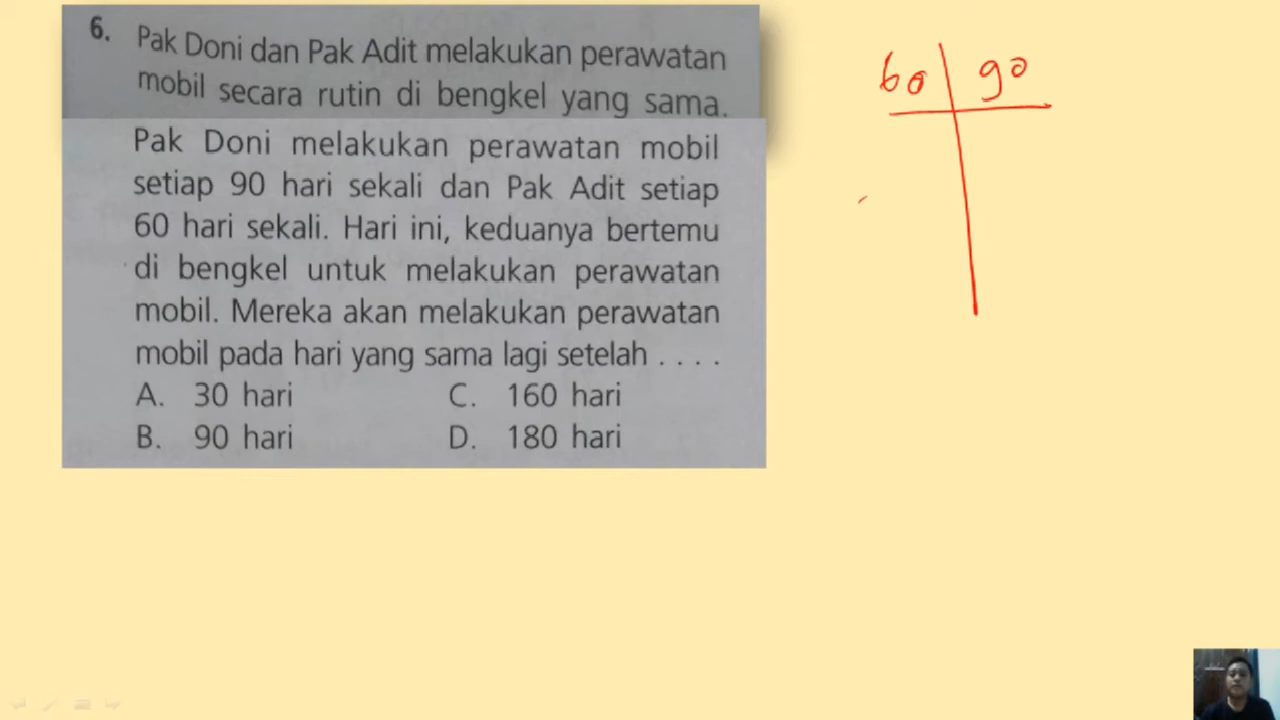 6. Pak Doni dan Pak Adit melakukan perawatan
mobil secara rutin di bengkel yang sama.
Pak Doni melakukan perawatan mobil
setiap 90 hari sekali dan Pak Adit setiap
60 hari sekali. Hari ini, keduanya bertemu
di bengkel untuk melakukan perawatan
mobil. Mereka akan melakukan perawatan
mobil pada hari yang sama lagi setelah . . . .
A. 30 hari C. 160 hari
B. 90 hari D. 180 hari
60 90